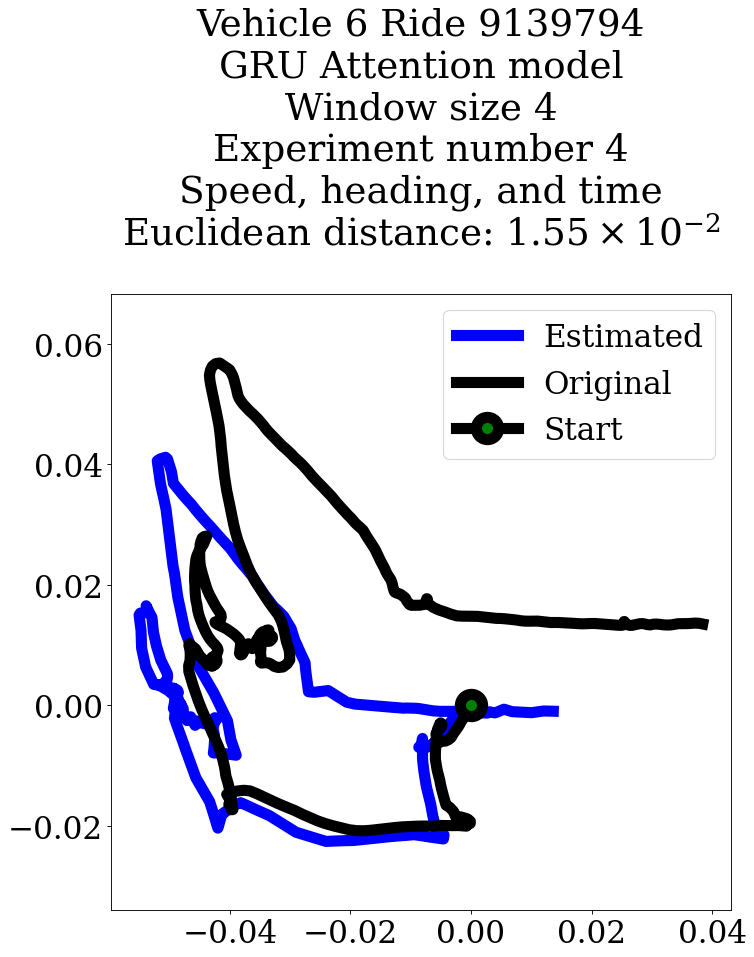 Vehicle 6 Ride 9139794
GRU Attention model
Window size 4
Experiment number 4
Speed, heading, and time
Euclidean distance: 1.55 × 10⁻²
Estimated
Original
Start
0.06
0.04
0.02
0.00
−0.02
−0.04 −0.02 0.00 0.02 0.04